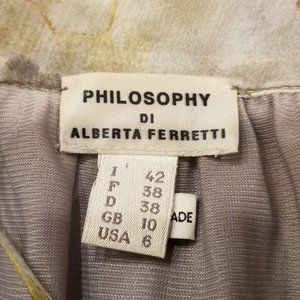 PHILOSOPHY
DI
ALBERTA FERRETTI
I 42
F 38
D 38
GB 10
USA 6
ADE